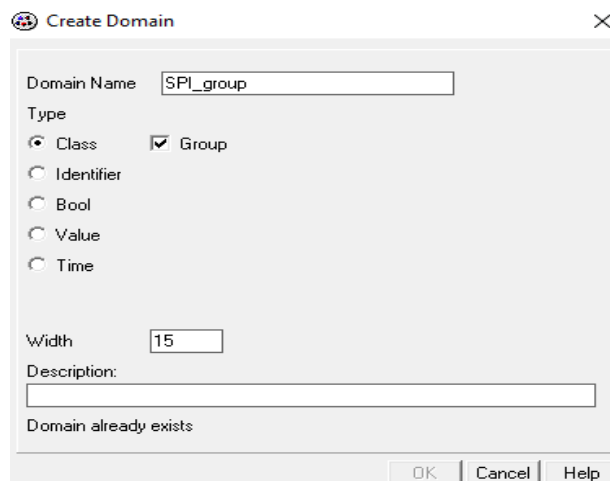 Create Domain
Domain Name SPI_group
Type
Class Group
Identifier
Bool
Value
Time
Width 15
Description:
Domain already exists
OK Cancel Help